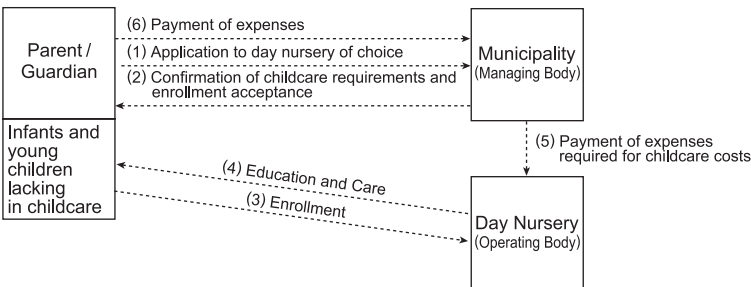 (6) Payment of expenses
Parent /
Guardian
(1) Application to day nursery of choice
(2) Confirmation of childcare requirements and
enrollment acceptance
Municipality
(Managing Body)
Infants and
young
children
lacking
in childcare
(5) Payment of expenses
required for childcare costs
(4) Education and Care
(3) Enrollment
Day Nursery
(Operating Body)